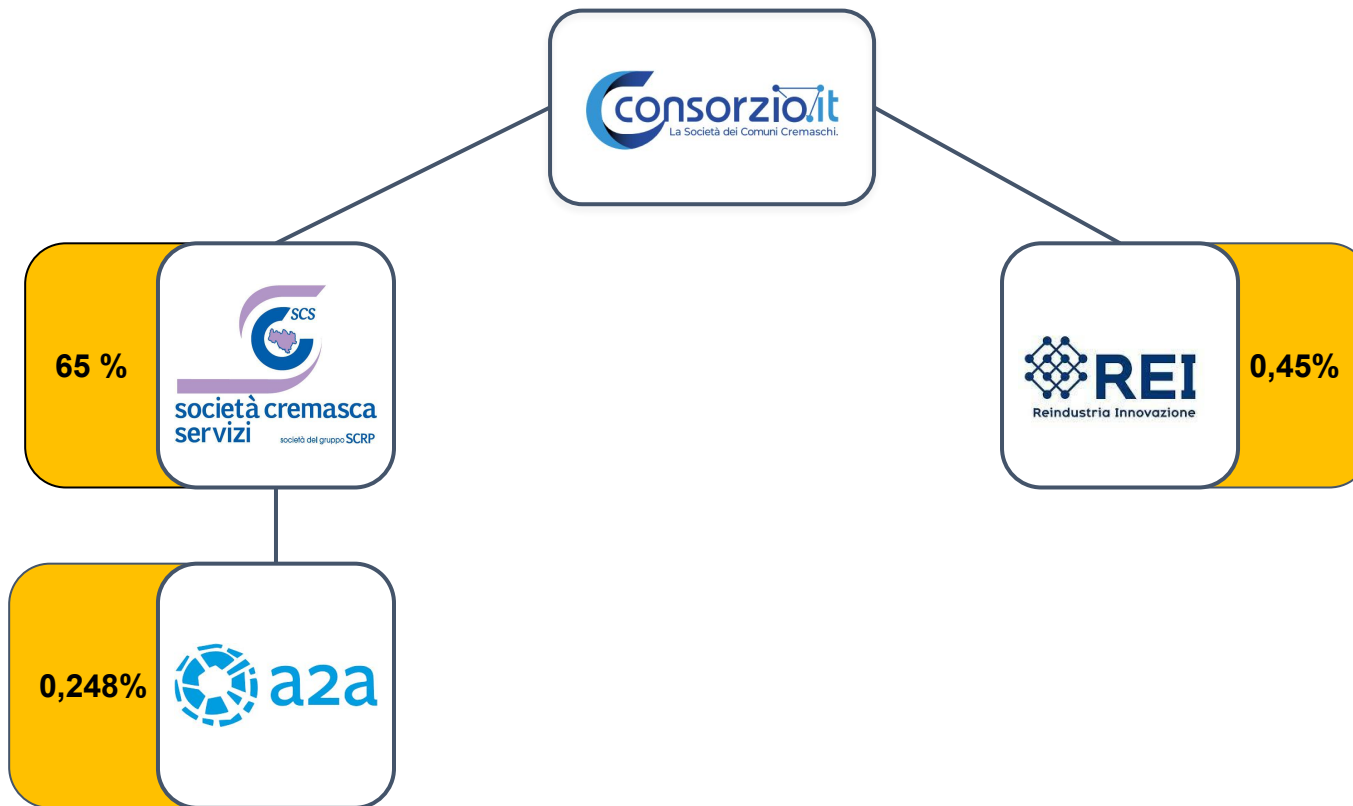 consorzio.it
La Società dei Comuni Cremaschi.
65 %
SCS
società cremasca
servizi
società del gruppo SCRP
REI
Reindustria Innovazione
0,45%
0,248%
a2a